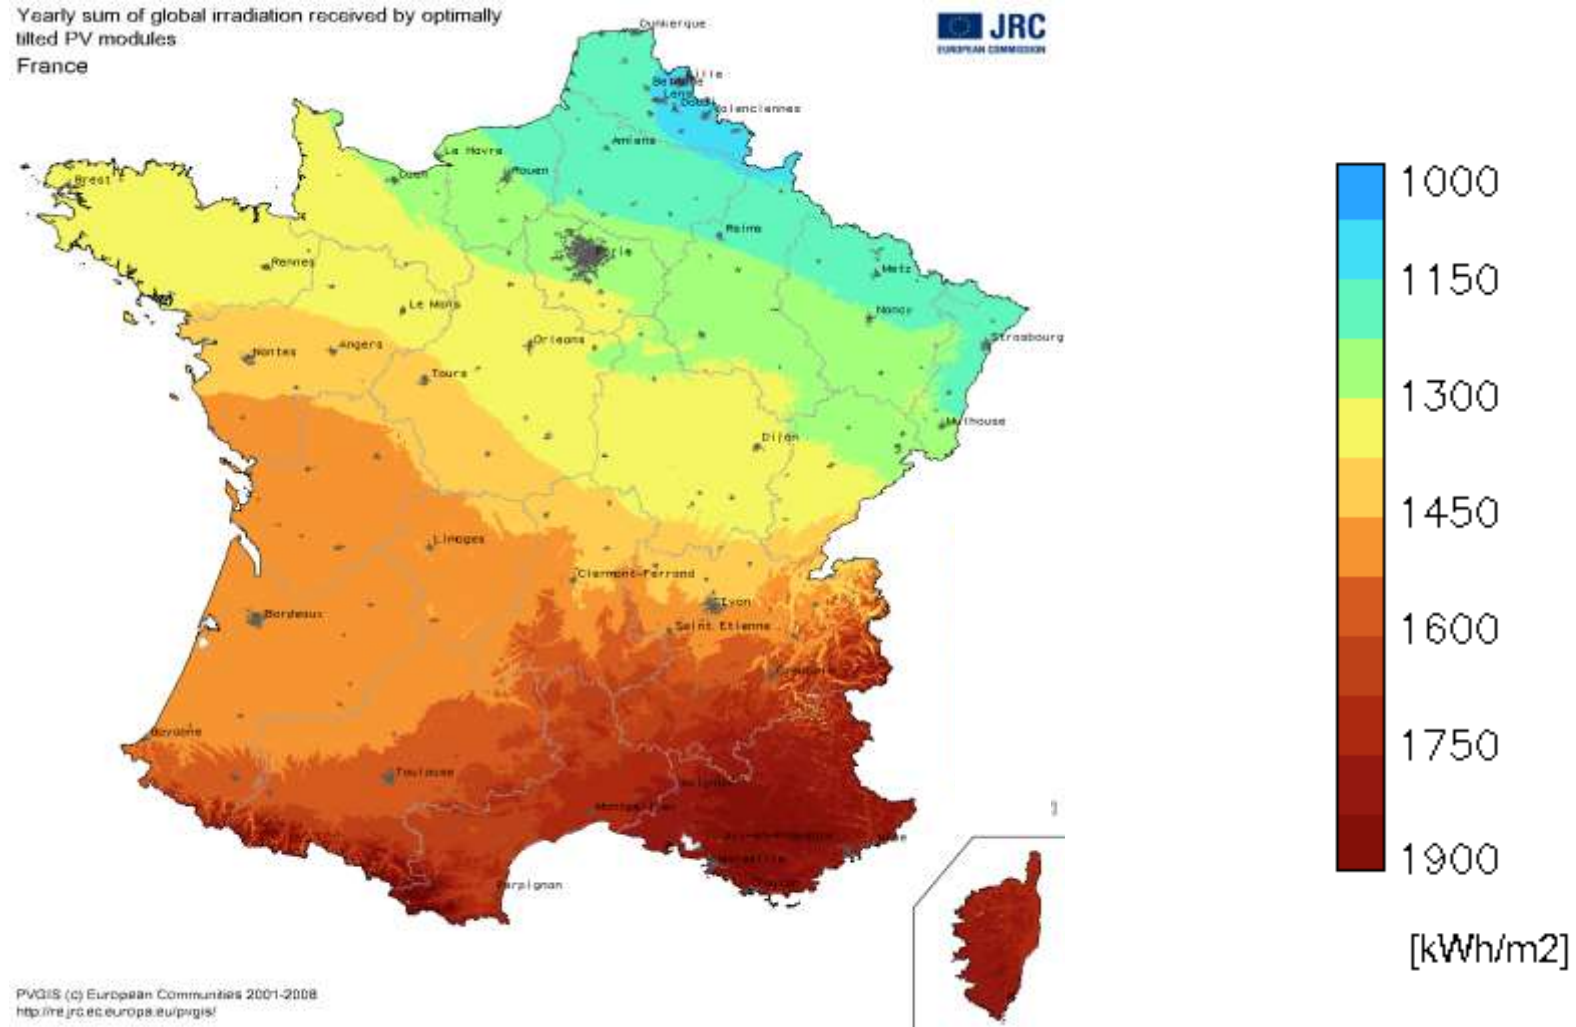 Yearly sum of global irradiation received by optimally
tilted PV modules
France
JRC
EUROPEAN COMMISSION
Dunkerque
Lille
Lens
Valenciennes
Amiens
Le Havre
Rouen
Caen
Brest
Reims
Metz
Rennes
Nancy
Le Mans
Strasbourg
Orleans
Nantes
Angers
Tours
Mulhouse
Dijon
Limoges
Clermont-Ferrand
Lyon
Bordeaux
Saint Etienne
Grenoble
Bayonne
Toulouse
Avignon
Montpellier
Marseille
Perpignan
1000
1150
1300
1450
1600
1750
1900
[kWh/m2]
PVGIS (c) European Communities 2001-2008
http://re.jrc.ec.europa.eu/pvgis/